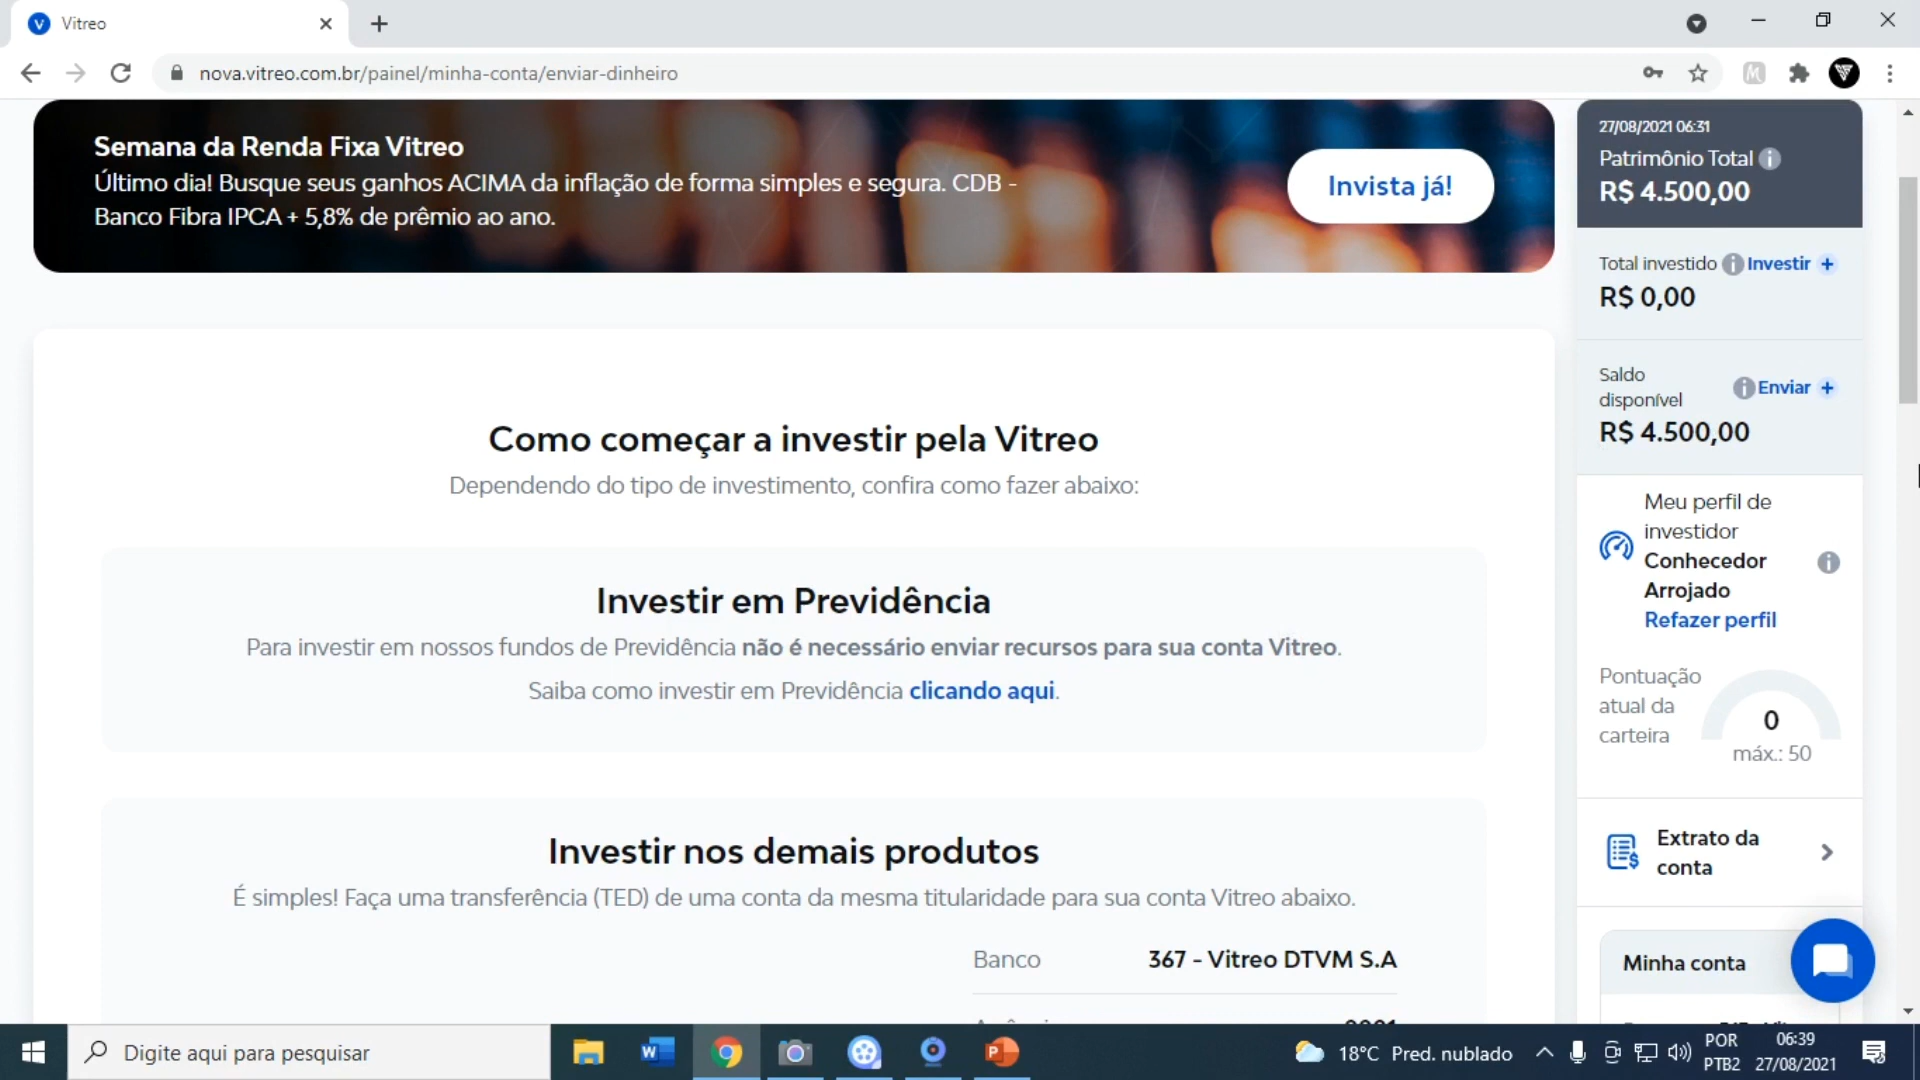 Vitreo
nova.vitreo.com.br/painel/minha-conta/enviar-dinheiro
Semana da Renda Fixa Vitreo
Último dia! Busque seus ganhos ACIMA da inflação de forma simples e segura. CDB -
Banco Fibra IPCA + 5,8% de prêmio ao ano.
Invista já!
27/08/2021 06:31
Patrimônio Total
R$ 4.500,00
Total investido
Investir +
R$ 0,00
Saldo
disponível
Enviar +
R$ 4.500,00
Como começar a investir pela Vitreo
Dependendo do tipo de investimento, confira como fazer abaixo:
Investir em Previdência
Para investir em nossos fundos de Previdência não é necessário enviar recursos para sua conta Vitreo.
Saiba como investir em Previdência clicando aqui.
Meu perfil de
investidor
Conhecedor
Arrojado
Refazer perfil
Pontuação
atual da
carteira
0
máx.: 50
Investir nos demais produtos
É simples! Faça uma transferência (TED) de uma conta da mesma titularidade para sua conta Vitreo abaixo.
Banco 367 - Vitreo DTVM S.A
Extrato da
conta
Minha conta
Digite aqui para pesquisar
18°C Pred. nublado
POR
PTB2
06:39
27/08/2021